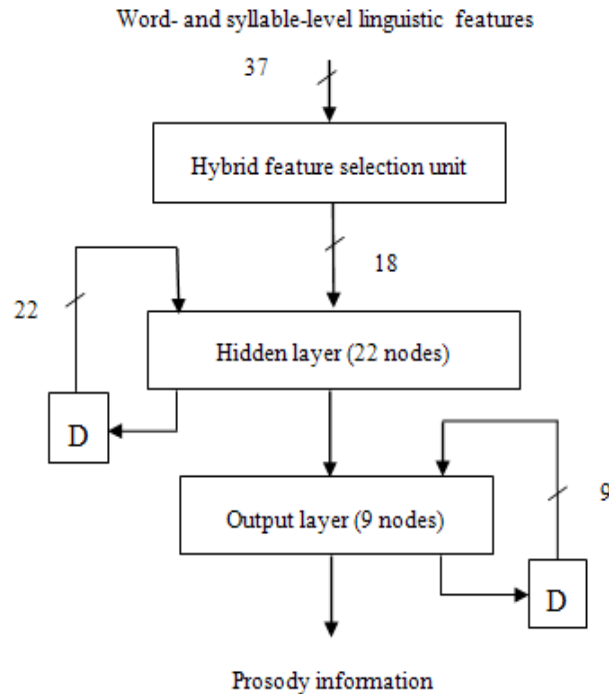 Word- and syllable-level linguistic features
37
Hybrid feature selection unit
18
22
Hidden layer (22 nodes)
D
9
Output layer (9 nodes)
D
Prosody information